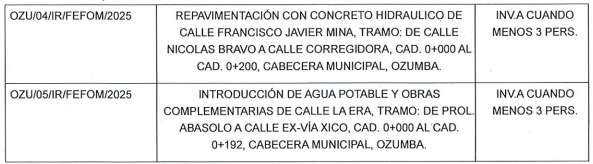 OZU/04/IR/FEFOM/2025
REPAVIMENTACIÓN CON CONCRETO HIDRAULICO DE
CALLE FRANCISCO JAVIER MINA, TRAMO: DE CALLE
NICOLAS BRAVO A CALLE CORREGIDORA, CAD. 0+000 AL
CAD. 0+200, CABECERA MUNICIPAL, OZUMBA.
INV.A CUANDO
MENOS 3 PERS.
OZU/05/IR/FEFOM/2025
INTRODUCCIÓN DE AGUA POTABLE Y OBRAS
COMPLEMENTARIAS DE CALLE LA ERA, TRAMO: DE PROL.
ABASOLO A CALLE EX-VÍA XICO, CAD. 0+000 AL CAD.
0+192, CABECERA MUNICIPAL, OZUMBA.
INV.A CUANDO
MENOS 3 PERS.